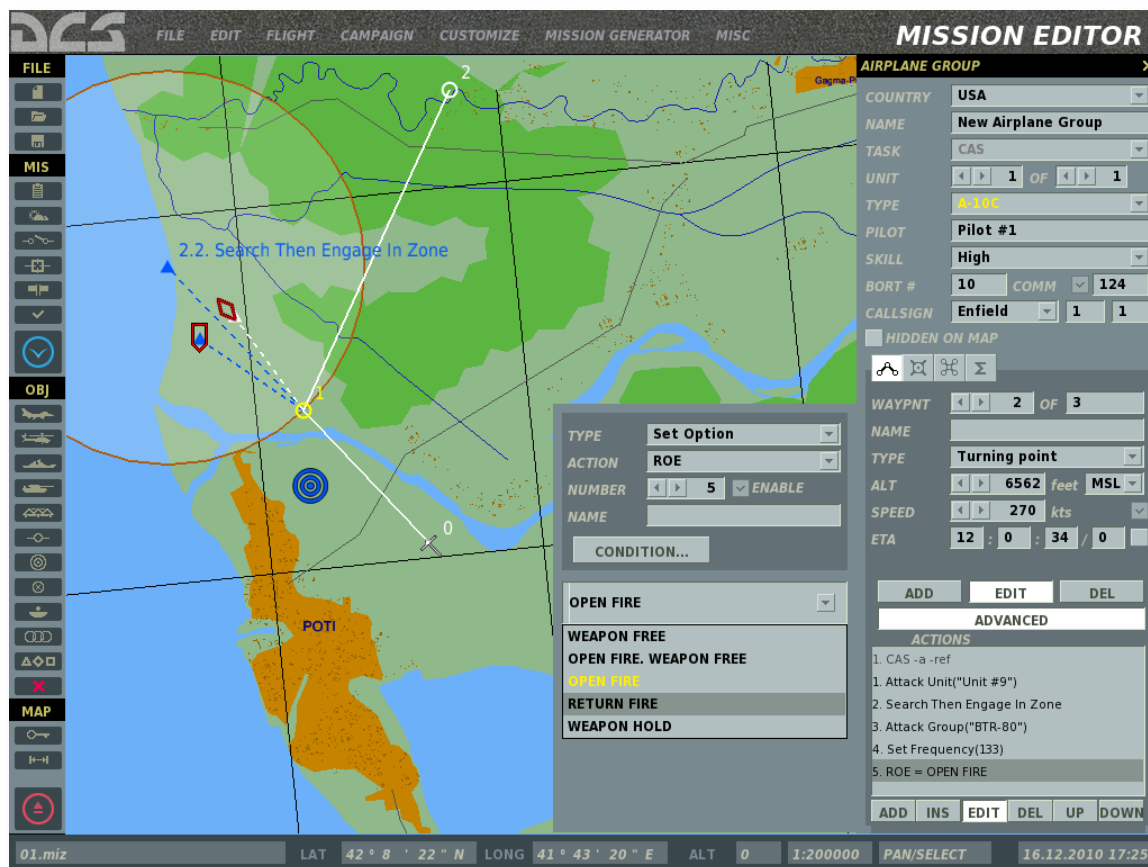 DCS
FILE EDIT FLIGHT CAMPAIGN CUSTOMIZE MISSION GENERATOR MISC
MISSION EDITOR
FILE
MIS
OBJ
MAP
2
Gagma-P
2.2. Search Then Engage In Zone
1
0
POTI
TYPE Set Option
ACTION ROE
NUMBER 5 ENABLE
NAME
CONDITION...
OPEN FIRE
WEAPON FREE
OPEN FIRE. WEAPON FREE
OPEN FIRE
RETURN FIRE
WEAPON HOLD
AIRPLANE GROUP
COUNTRY USA
NAME New Airplane Group
TASK CAS
UNIT 1 OF 1
TYPE A-10C
PILOT Pilot #1
SKILL High
BORT # 10 COMM 124
CALLSIGN Enfield 1 1
HIDDEN ON MAP
Σ
WAYPNT 2 OF 3
NAME
TYPE Turning point
ALT 6562 feet MSL
SPEED 270 kts
ETA 12 : 0 : 34 / 0
ADD EDIT DEL
ADVANCED
ACTIONS
1. CAS -a -ref
1. Attack Unit("Unit #9")
2. Search Then Engage In Zone
3. Attack Group("BTR-80")
4. Set Frequency(133)
5. ROE = OPEN FIRE
ADD INS EDIT DEL UP DOWN
01.miz LAT 42 ° 8 ' 22 " N LONG 41 ° 43 ' 20 " E ALT 0 1:200000 PAN/SELECT 16.12.2010 17:25